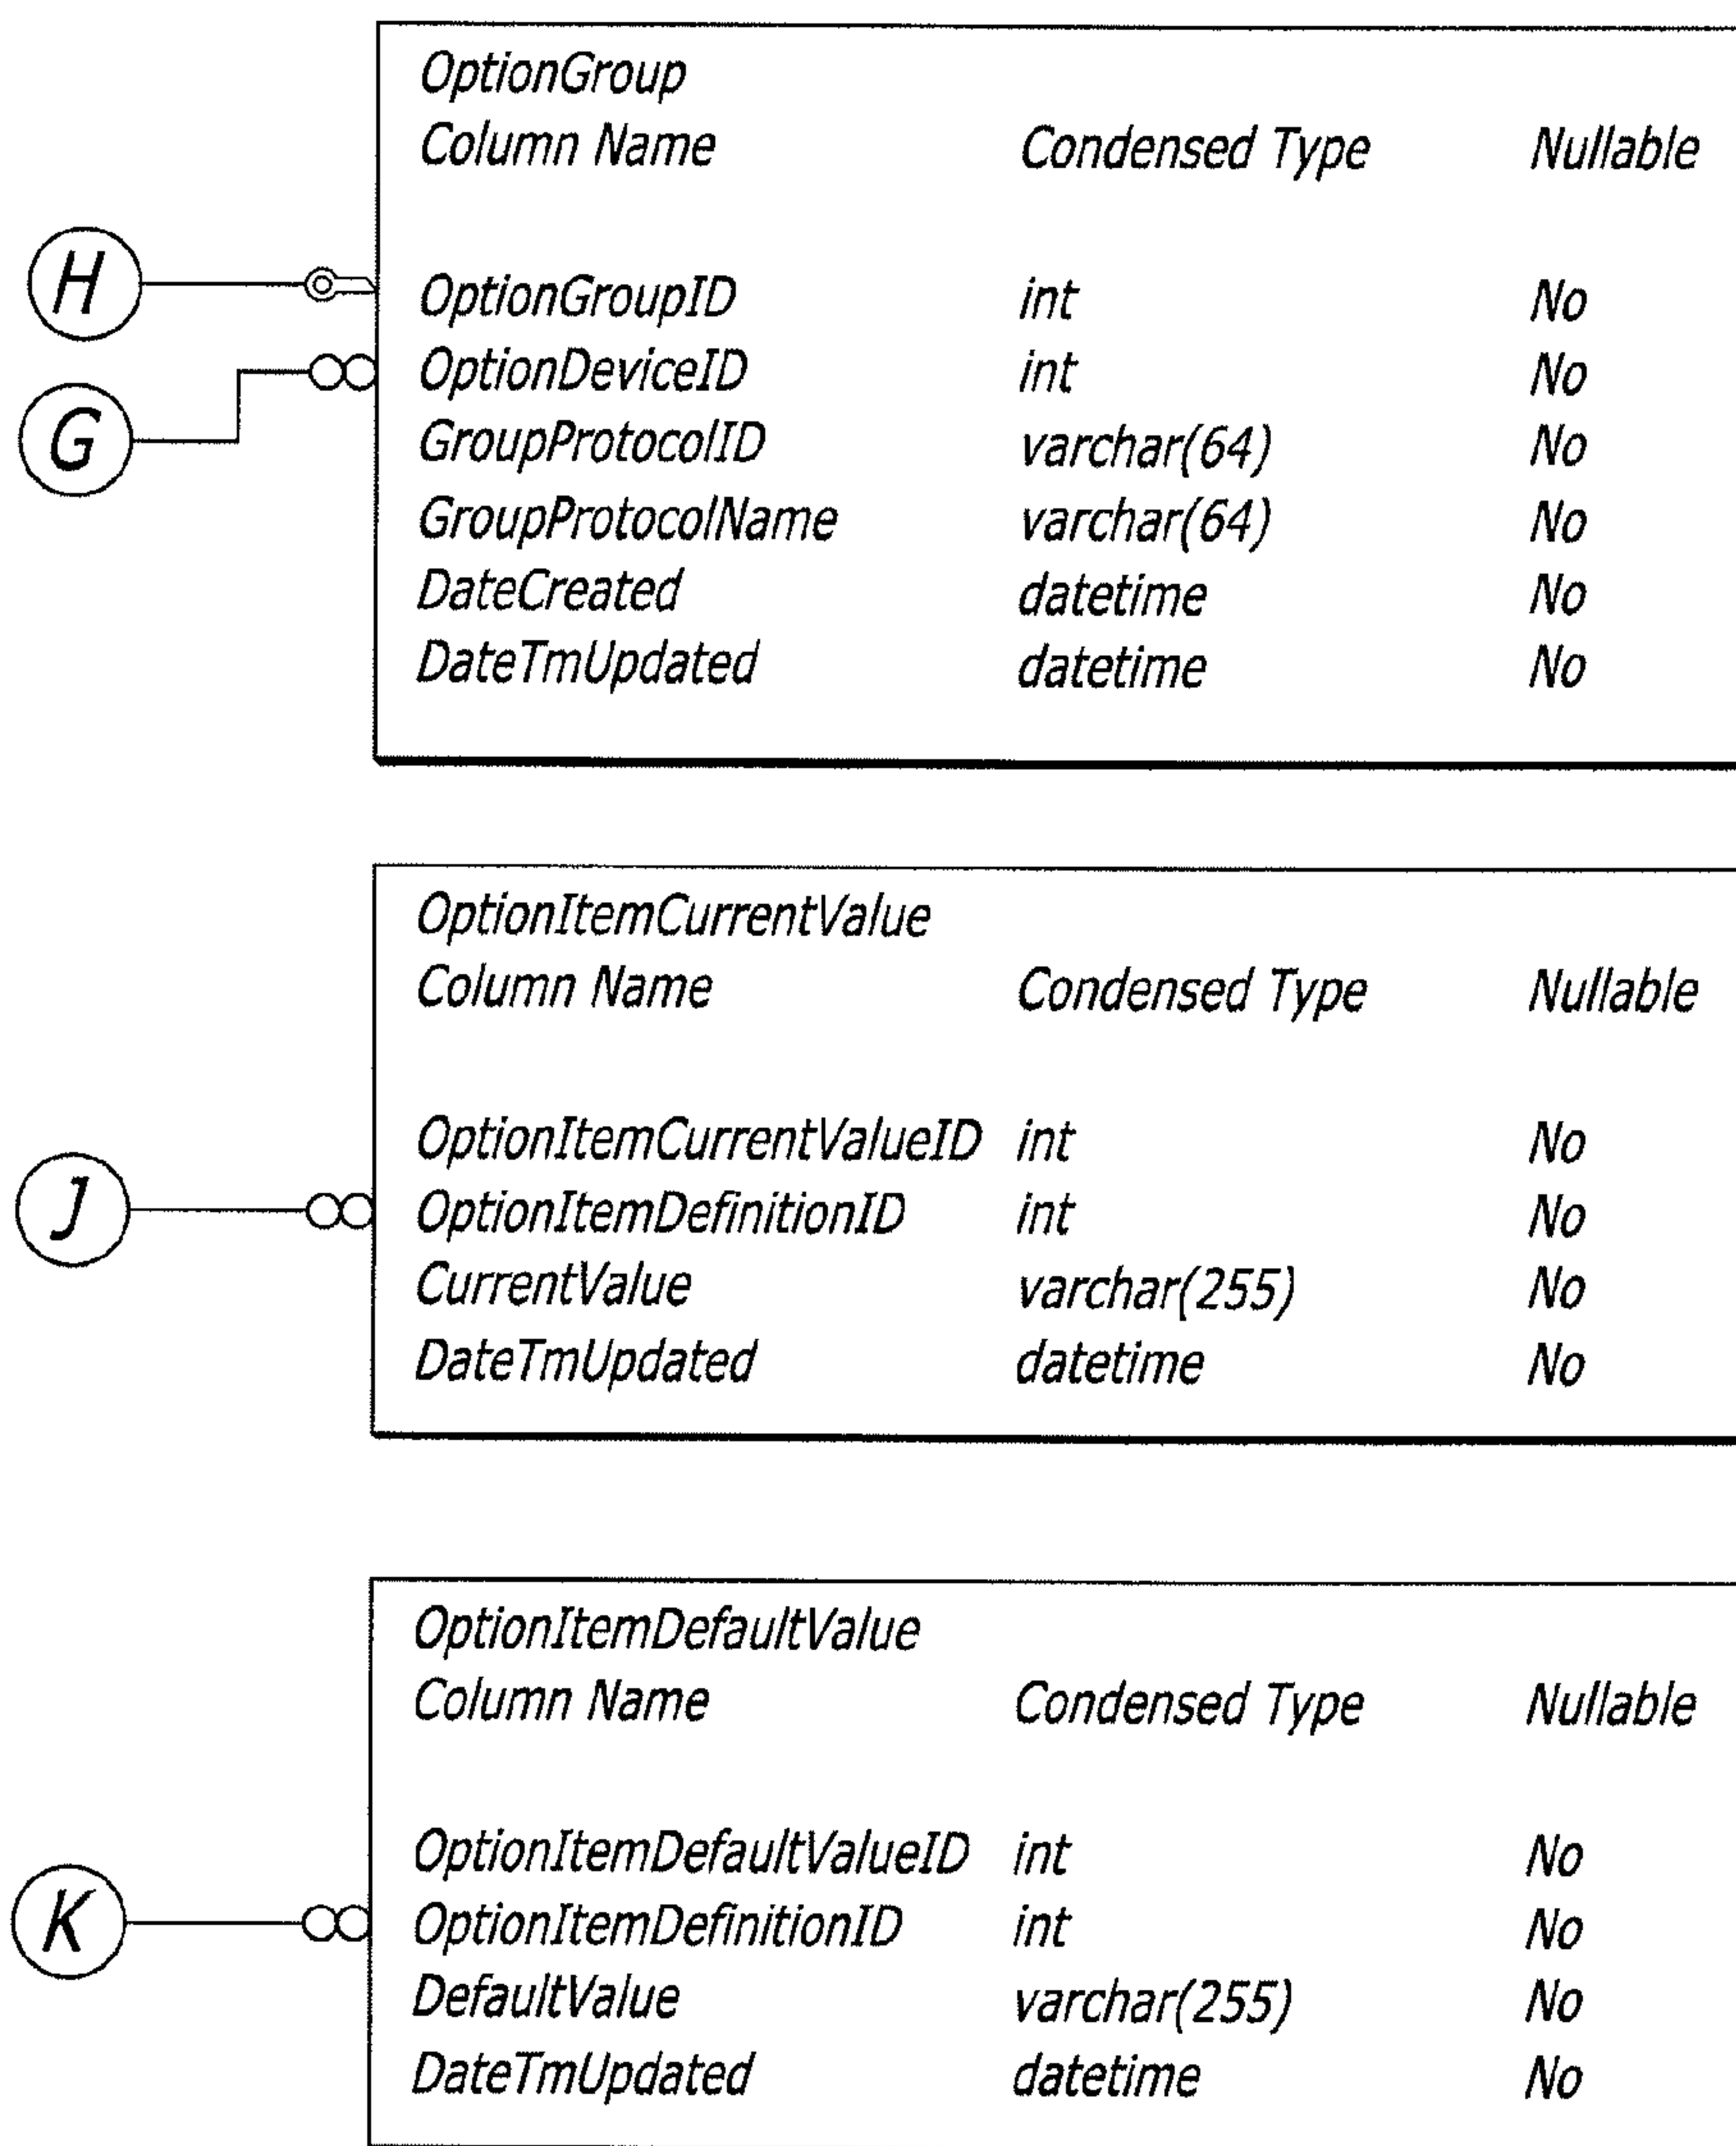 OptionGroup
Column Name Condensed Type Nullable
H OptionGroupID int No
OptionDeviceID int No
G GroupProtocolID varchar(64) No
GroupProtocolName varchar(64) No
DateCreated datetime No
DateTmUpdated datetime No
OptionItemCurrentValue
Column Name Condensed Type Nullable
OptionItemCurrentValueID int No
J OptionItemDefinitionID int No
CurrentValue varchar(255) No
DateTmUpdated datetime No
OptionItemDefaultValue
Column Name Condensed Type Nullable
OptionItemDefaultValueID int No
K OptionItemDefinitionID int No
DefaultValue varchar(255) No
DateTmUpdated datetime No